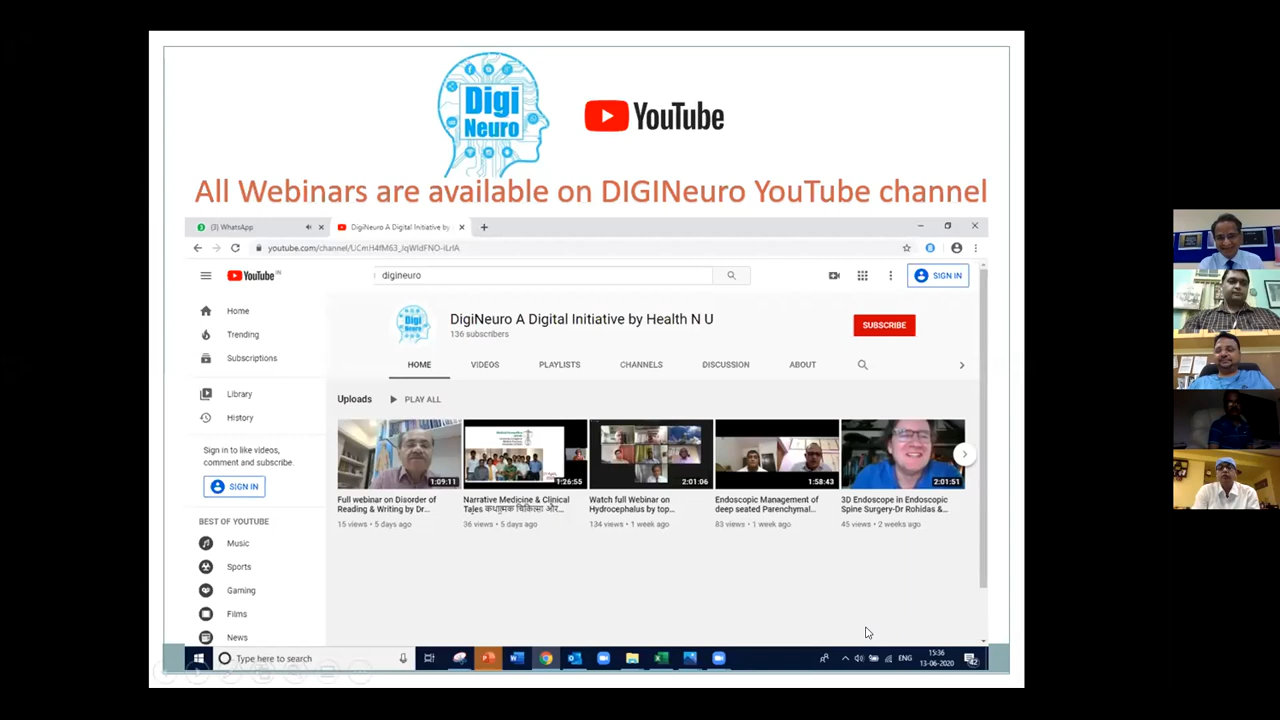 Digi
Neuro
YouTube
All Webinars are available on DIGINeuro YouTube channel
(3) WhatsApp
DigiNeuro A Digital Initiative by
youtube.com/channel/
YouTube IN
digineuro
SIGN IN
Home
Trending
Subscriptions
Library
History
Sign in to like videos,
comment and subscribe.
SIGN IN
BEST OF YOUTUBE
Music
Sports
Gaming
Films
News
Digi
Neuro
DigiNeuro A Digital Initiative by Health N U
136 subscribers
SUBSCRIBE
HOME VIDEOS PLAYLISTS CHANNELS DISCUSSION ABOUT
Uploads PLAY ALL
1:09:11 1:26:55 2:01:06 1:58:43 2:01:51
Full webinar on Disorder of
Reading & Writing by Dr...
15 views • 5 days ago
Narrative Medicine & Clinical
Tales कथात्मक चिकित्सा और...
36 views • 5 days ago
Watch full Webinar on
Hydrocephalus by top...
134 views • 1 week ago
Endoscopic Management of
deep seated Parenchymal...
83 views • 1 week ago
3D Endoscope in Endoscopic
Spine Surgery-Dr Rohidas &...
45 views • 2 weeks ago
Type here to search
ENG
15:36
13-06-2020
42